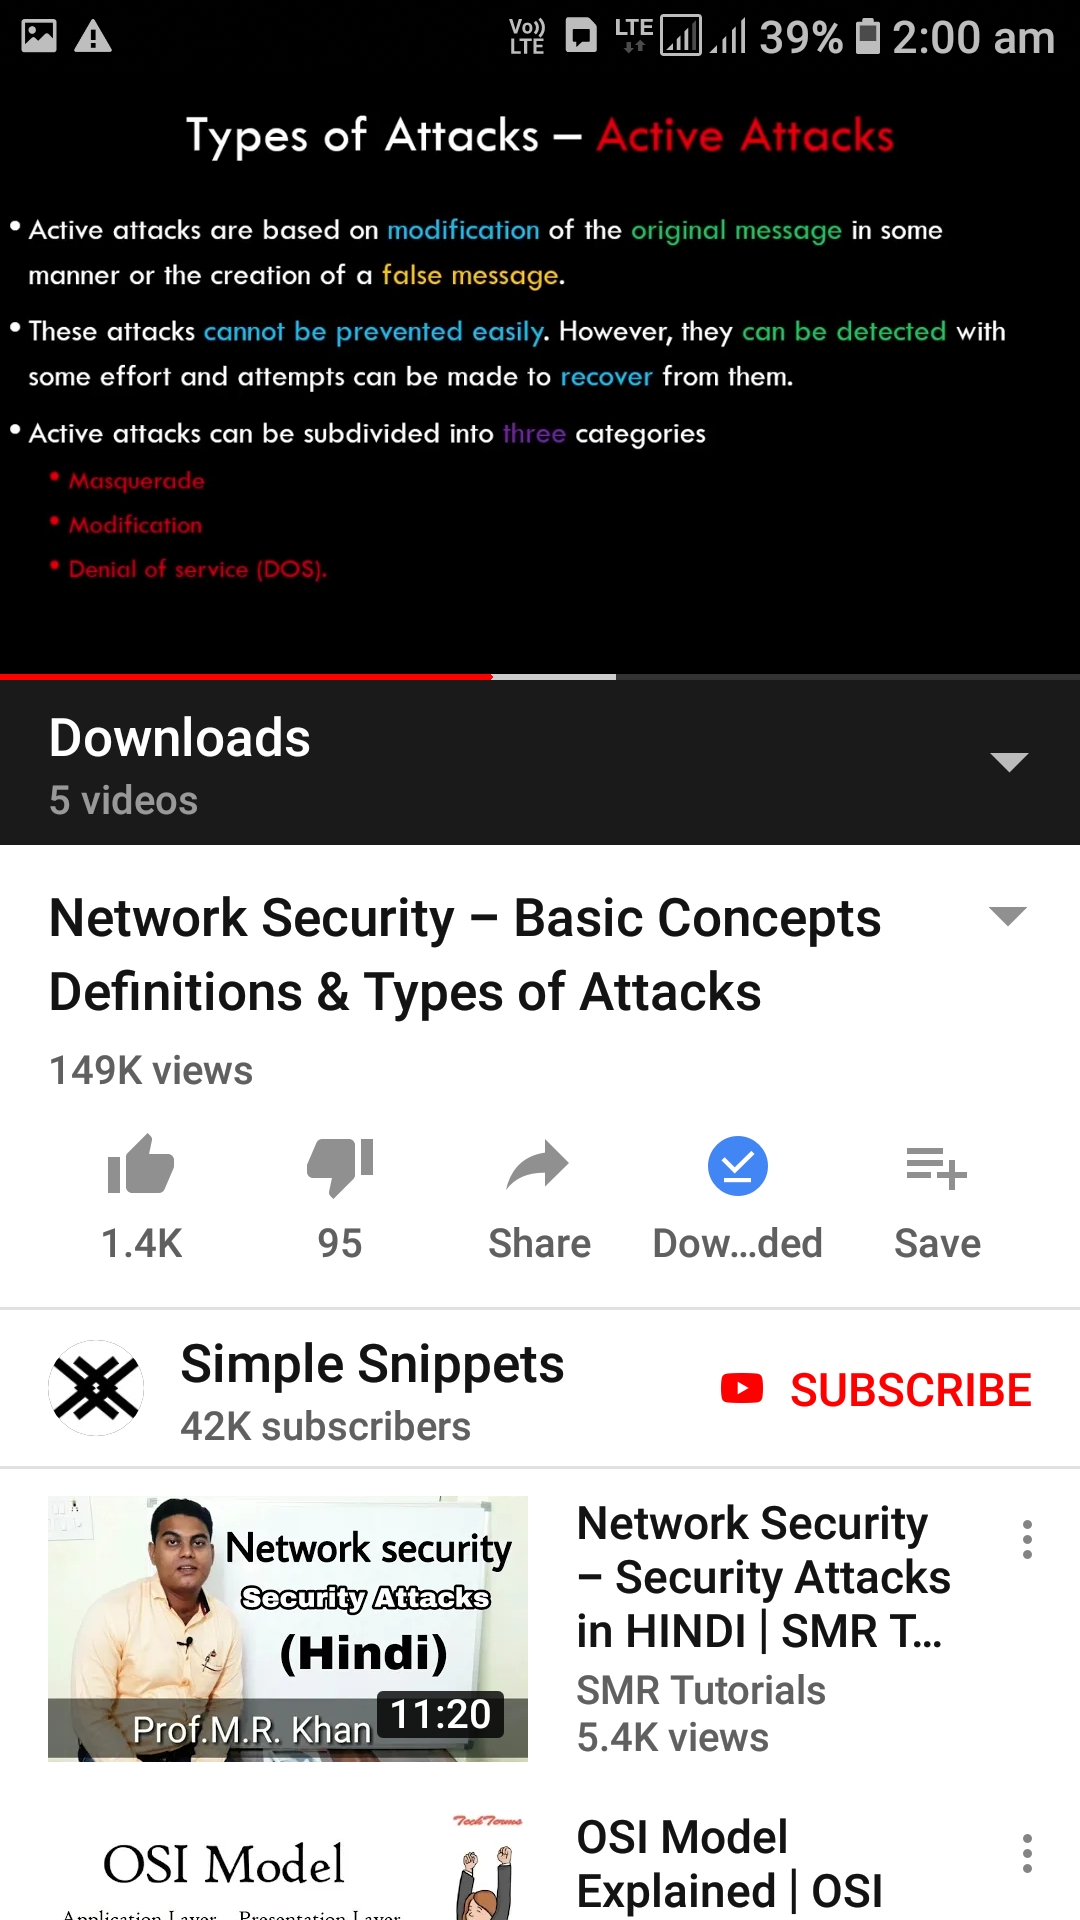 Vo)) LTE LTE 39% 2:00 am
Types of Attacks – Active Attacks
• Active attacks are based on modification of the original message in some
manner or the creation of a false message.
• These attacks cannot be prevented easily. However, they can be detected with
some effort and attempts can be made to recover from them.
• Active attacks can be subdivided into three categories
• Masquerade
• Modification
• Denial of service (DOS).
Downloads
5 videos
Network Security – Basic Concepts
Definitions & Types of Attacks
149K views
1.4K 95 Share Dow...ded Save
Simple Snippets
42K subscribers
SUBSCRIBE
Network security
Security Attacks
(Hindi)
Prof.M.R. Khan
11:20
Network Security
– Security Attacks
in HINDI | SMR T...
SMR Tutorials
5.4K views
TechTerms
OSI Model
Application Layer Presentation Layer
OSI Model
Explained | OSI